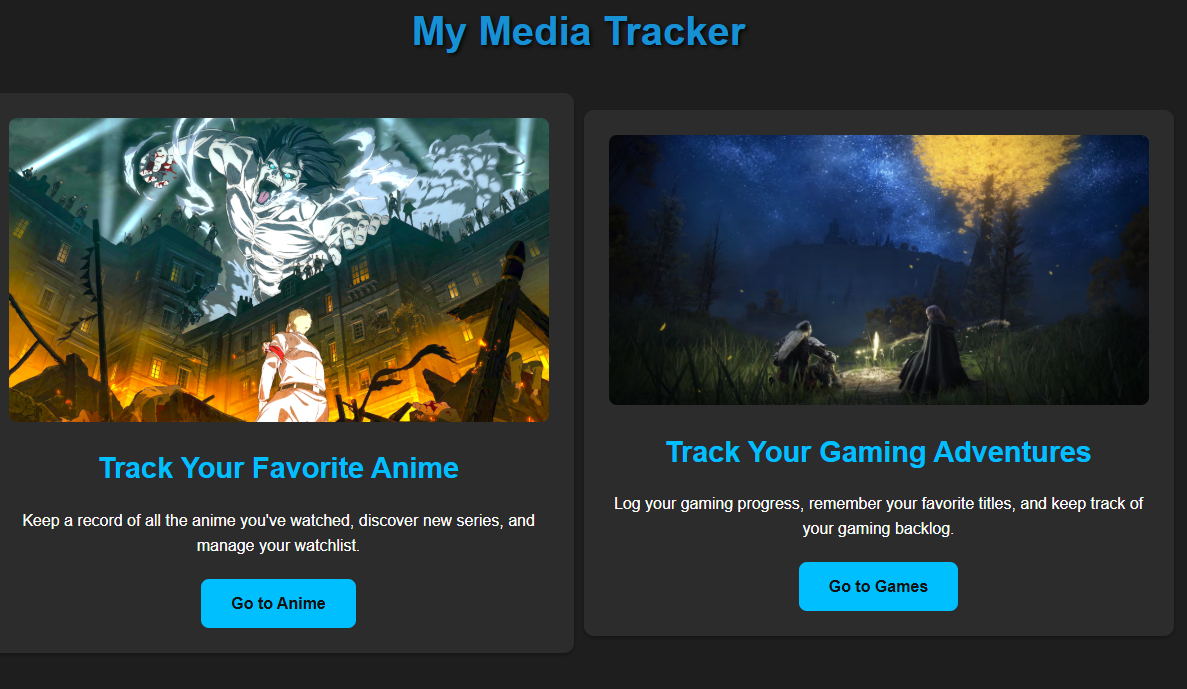 My Media Tracker
Track Your Favorite Anime
Keep a record of all the anime you've watched, discover new series, and
manage your watchlist.
Go to Anime
Track Your Gaming Adventures
Log your gaming progress, remember your favorite titles, and keep track of
your gaming backlog.
Go to Games